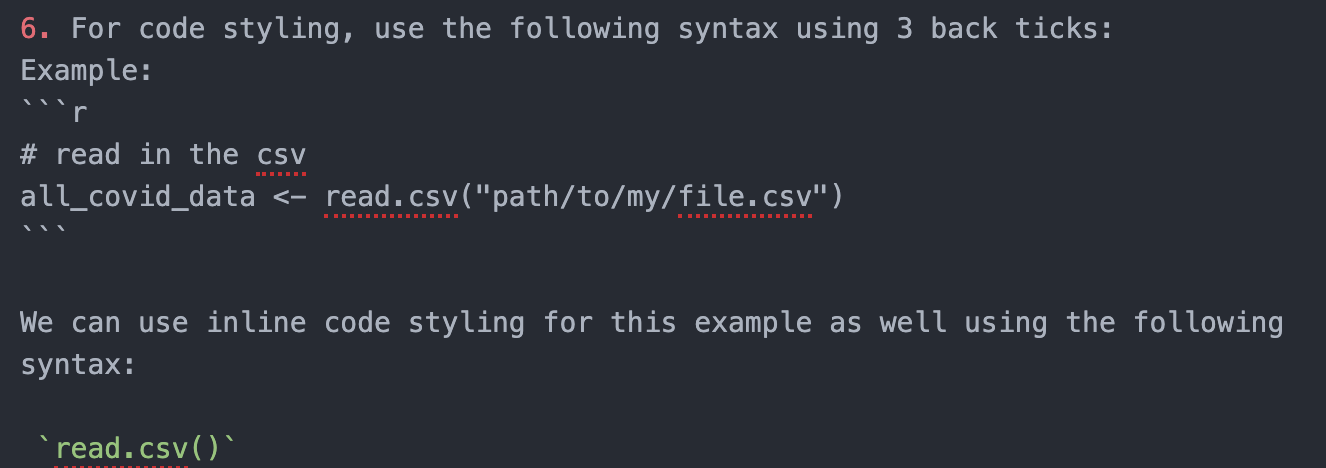 6. For code styling, use the following syntax using 3 back ticks:
Example:
```r
# read in the csv
all_covid_data <- read.csv("path/to/my/file.csv")
```
We can use inline code styling for this example as well using the following
syntax:
`read.csv()`